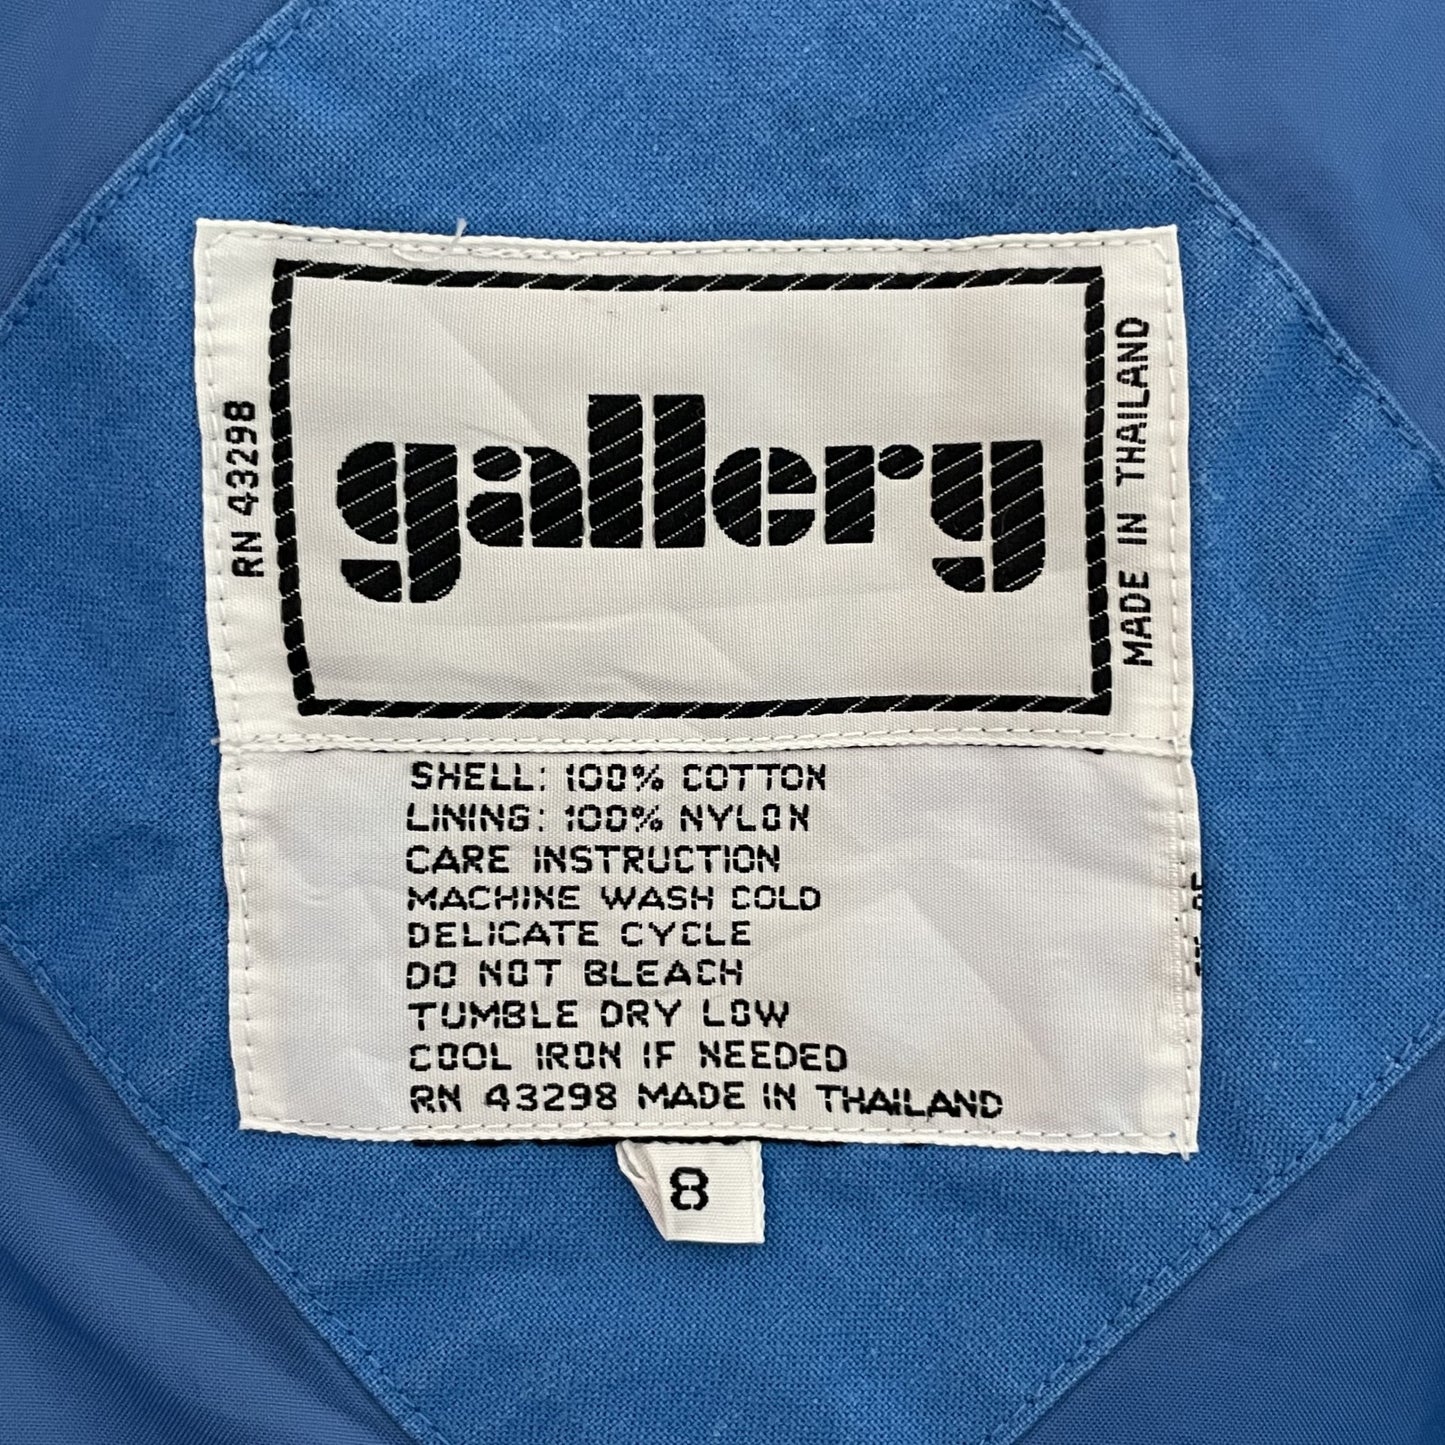 RN 43298
gallery
MADE IN THAILAND
SHELL: 100% COTTON
LINING: 100% NYLON
CARE INSTRUCTION
MACHINE WASH COLD
DELICATE CYCLE
DO NOT BLEACH
TUMBLE DRY LOW
COOL IRON IF NEEDED
RN 43298 MADE IN THAILAND
8